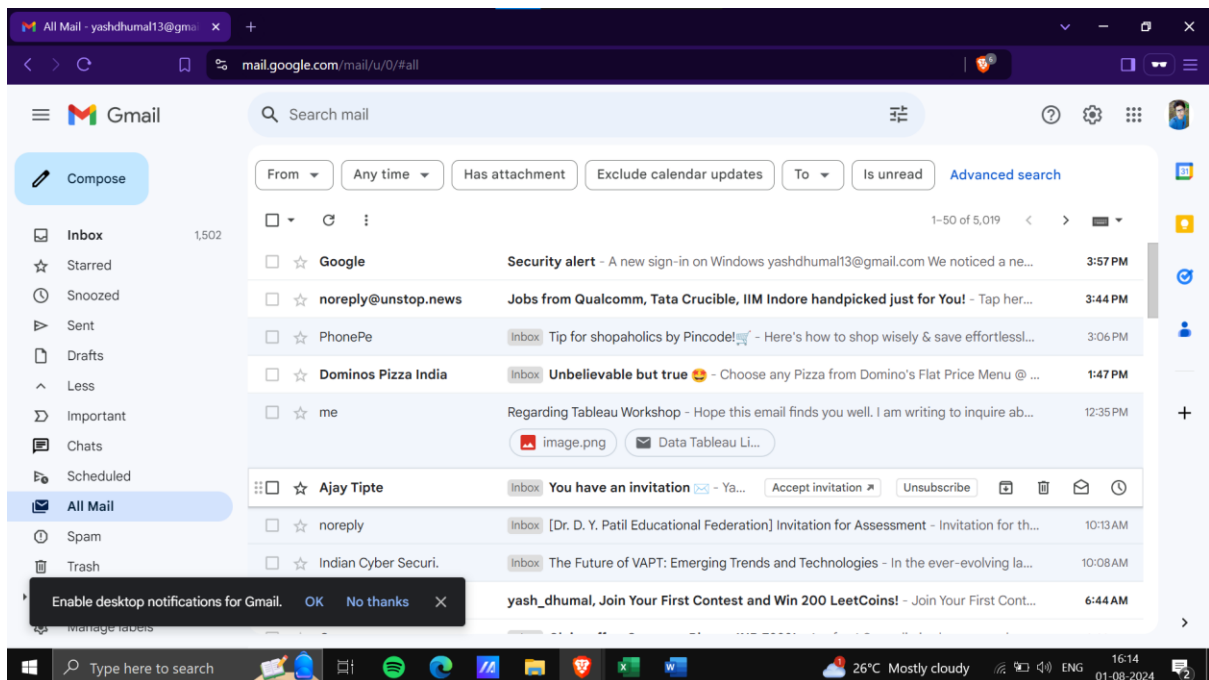 All Mail - yashdhumal13@gmai
mail.google.com/mail/u/0/#all
6
Gmail
Search mail
Compose
From
Any time
Has attachment
Exclude calendar updates
To
Is unread
Advanced search
31
1–50 of 5,019
Inbox 1,502
Starred
Snoozed
Sent
Drafts
Less
Important
Chats
Scheduled
All Mail
Spam
Trash
Google Security alert - A new sign-in on Windows yashdhumal13@gmail.com We noticed a ne... 3:57 PM
noreply@unstop.news Jobs from Qualcomm, Tata Crucible, IIM Indore handpicked just for You! - Tap her... 3:44 PM
PhonePe Inbox Tip for shopaholics by Pincode!🛒 - Here's how to shop wisely & save effortlessl... 3:06 PM
Dominos Pizza India Inbox Unbelievable but true 🤩 - Choose any Pizza from Domino's Flat Price Menu @ ... 1:47 PM
me Regarding Tableau Workshop - Hope this email finds you well. I am writing to inquire ab... 12:35 PM
image.png Data Tableau Li...
Ajay Tipte Inbox You have an invitation ✉️ - Ya... Accept invitation Unsubscribe
noreply Inbox [Dr. D. Y. Patil Educational Federation] Invitation for Assessment - Invitation for th... 10:13 AM
Indian Cyber Securi. Inbox The Future of VAPT: Emerging Trends and Technologies - In the ever-evolving la... 10:08 AM
yash_dhumal, Join Your First Contest and Win 200 LeetCoins! - Join Your First Cont... 6:44 AM
Enable desktop notifications for Gmail. OK No thanks
Manage labels
Type here to search
26°C Mostly cloudy
ENG
16:14
01-08-2024
2